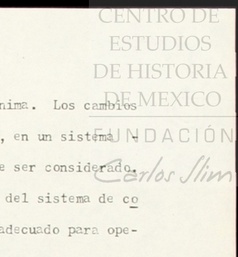 CENTRO DE
ESTUDIOS
DE HISTORIA
DE MEXICO
FUNDACIÓN
Carlos Slim
nima. Los cambios
, en un sistema -
e ser considerado.
del sistema de co
adecuado para ope-